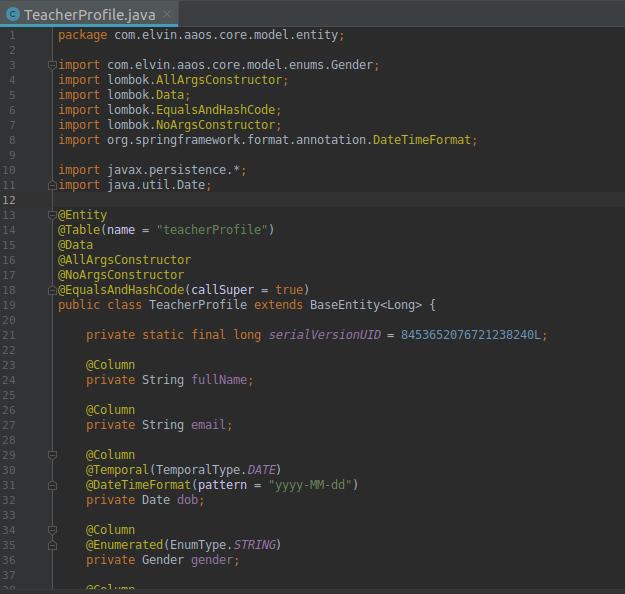 TeacherProfile.java
1 package com.elvin.aaos.core.model.entity;
2
3 import com.elvin.aaos.core.model.enums.Gender;
4 import lombok.AllArgsConstructor;
5 import lombok.Data;
6 import lombok.EqualsAndHashCode;
7 import lombok.NoArgsConstructor;
8 import org.springframework.format.annotation.DateTimeFormat;
9
10 import javax.persistence.*;
11 import java.util.Date;
12
13 @Entity
14 @Table(name = "teacherProfile")
15 @Data
16 @AllArgsConstructor
17 @NoArgsConstructor
18 @EqualsAndHashCode(callSuper = true)
19 public class TeacherProfile extends BaseEntity<Long> {
20
21 private static final long serialVersionUID = 8453652076721238240L;
22
23 @Column
24 private String fullName;
25
26 @Column
27 private String email;
28
29 @Column
30 @Temporal(TemporalType.DATE)
31 @DateTimeFormat(pattern = "yyyy-MM-dd")
32 private Date dob;
33
34 @Column
35 @Enumerated(EnumType.STRING)
36 private Gender gender;
37
38 @Column